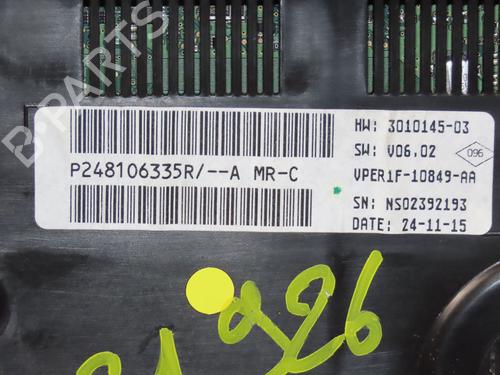 B-PARTS
HW: 3010145-03
SW: V06.02
096
P248106335R/--A MR-C
VPER1F-10849-AA
SN: NS02392193
DATE: 24-11-15
926